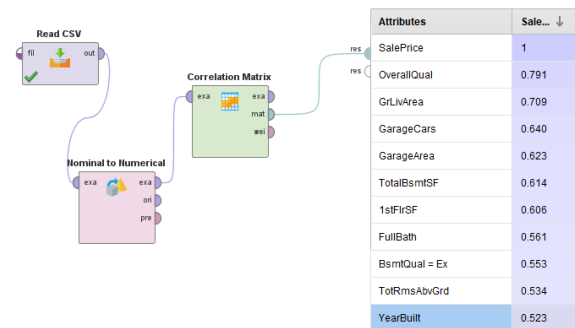 Read CSV
fil
out
Nominal to Numerical
exa
exa
ori
pre
Correlation Matrix
exa
exa
mat
wei
res
res
Attributes Sale... ↓
SalePrice 1
OverallQual 0.791
GrLivArea 0.709
GarageCars 0.640
GarageArea 0.623
TotalBsmtSF 0.614
1stFlrSF 0.606
FullBath 0.561
BsmtQual = Ex 0.553
TotRmsAbvGrd 0.534
YearBuilt 0.523